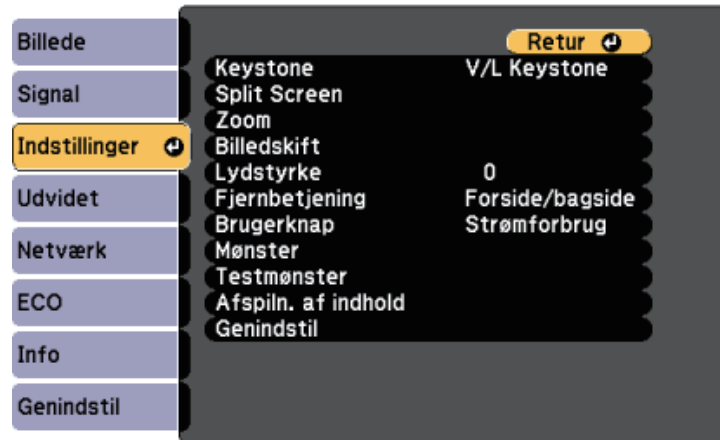 Billede
Signal
Indstillinger
Udvidet
Netværk
ECO
Info
Genindstil
Retur
Keystone V/L Keystone
Split Screen
Zoom
Billedskift
Lydstyrke 0
Fjernbetjening Forside/bagside
Brugerknap Strømforbrug
Mønster
Testmønster
Afspiln. af indhold
Genindstil